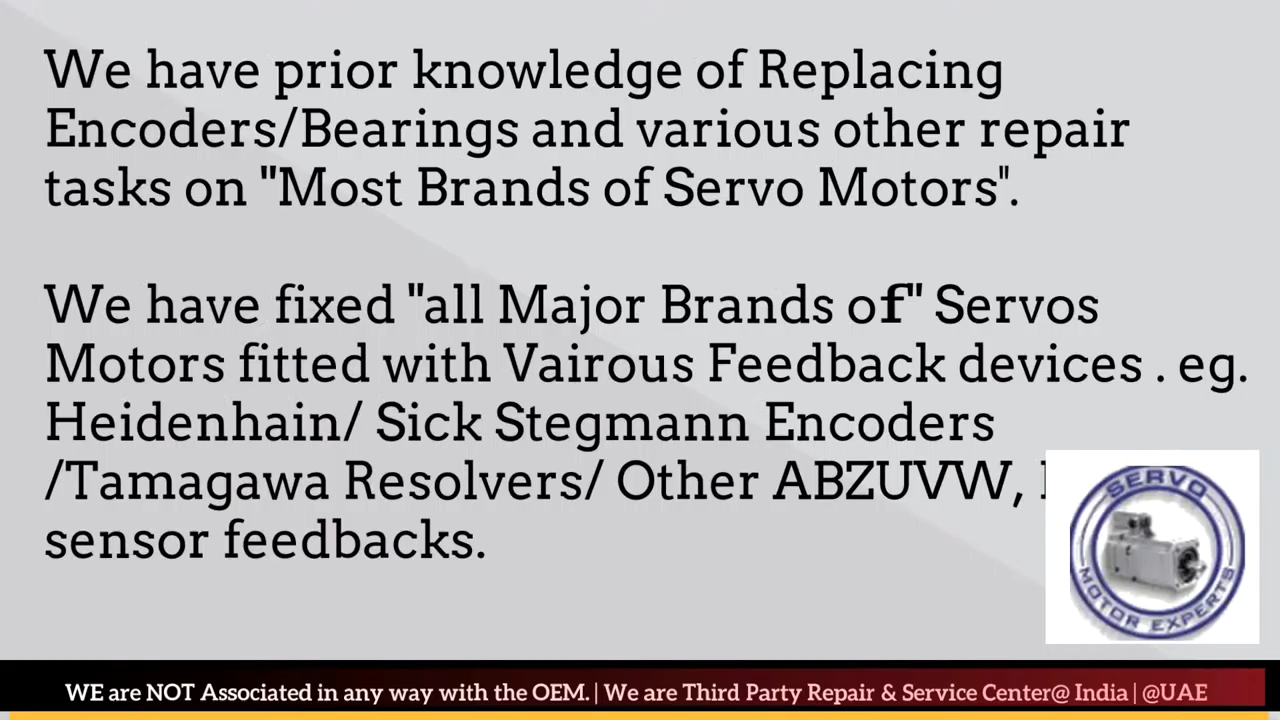 We have prior knowledge of Replacing
Encoders/Bearings and various other repair
tasks on "Most Brands of Servo Motors".
We have fixed "all Major Brands of" Servos
Motors fitted with Vairous Feedback devices . eg.
Heidenhain/ Sick Stegmann Encoders
/Tamagawa Resolvers/ Other ABZUVW,
sensor feedbacks.
SERVO
MOTOR EXPERTS
WE are NOT Associated in any way with the OEM. | We are Third Party Repair & Service Center@ India | @UAE